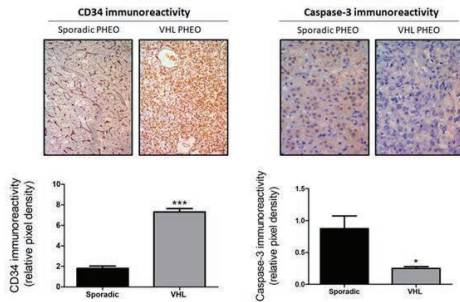 CD34 immunoreactivity
Sporadic PHEO VHL PHEO
Caspase-3 immunoreactivity
Sporadic PHEO VHL PHEO
CD34 immunoreactivity
(relative pixel density)
10
8
6
4
2
0
***
Sporadic VHL
Caspase-3 immunoreactivity
(relative pixel density)
1.5
1.0
0.5
0.0
*
Sporadic VHL